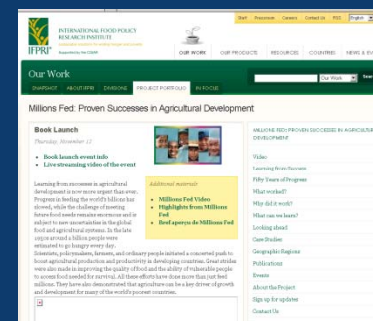 Staff Pressroom Careers Contact Us RSS English
INTERNATIONAL FOOD POLICY
RESEARCH INSTITUTE
IFPRI
Supported by the CGIAR
OUR WORK OUR PRODUCTS RESOURCES COUNTRIES NEWS & EV
Our Work
Our Work Sear
SNAPSHOT ABOUT IFPRI DIVISIONS PROJECT PORTFOLIO IN FOCUS
Millions Fed: Proven Successes in Agricultural Development
Book Launch
Thursday, November 12
Book launch event info
Live streaming video of the event
Learning from successes in agricultural
development is now more urgent than ever.
Progress in feeding the world's billions has
slowed, while the challenge of meeting
future food needs remains enormous and is
subject to new uncertainties in the global
food and agricultural systems. In the late
1950s around a billion people were
estimated to go hungry every day.
Scientists, policymakers, farmers, and ordinary people initiated a concerted push to
boost agricultural production and productivity in developing countries. Great strides
were also made in improving the quality of food and the ability of vulnerable people
to access food needed for survival. All these efforts have done more than just feed
millions. They have also demonstrated that agriculture can be a key driver of growth
and development for many of the world's poorest countries.
Additional materials
Millions Fed Video
Highlights from Millions
Fed
Bref aperçu de Millions Fed
MILLIONS FED: PROVEN SUCCESSES IN AGRICULTUR
DEVELOPMENT
Video
Learning from Success
Fifty Years of Progress
What worked?
Why did it work?
What can we learn?
Looking ahead
Case Studies
Geographic Regions
Publications
Events
About the Project
Sign up for updates
Contact Us